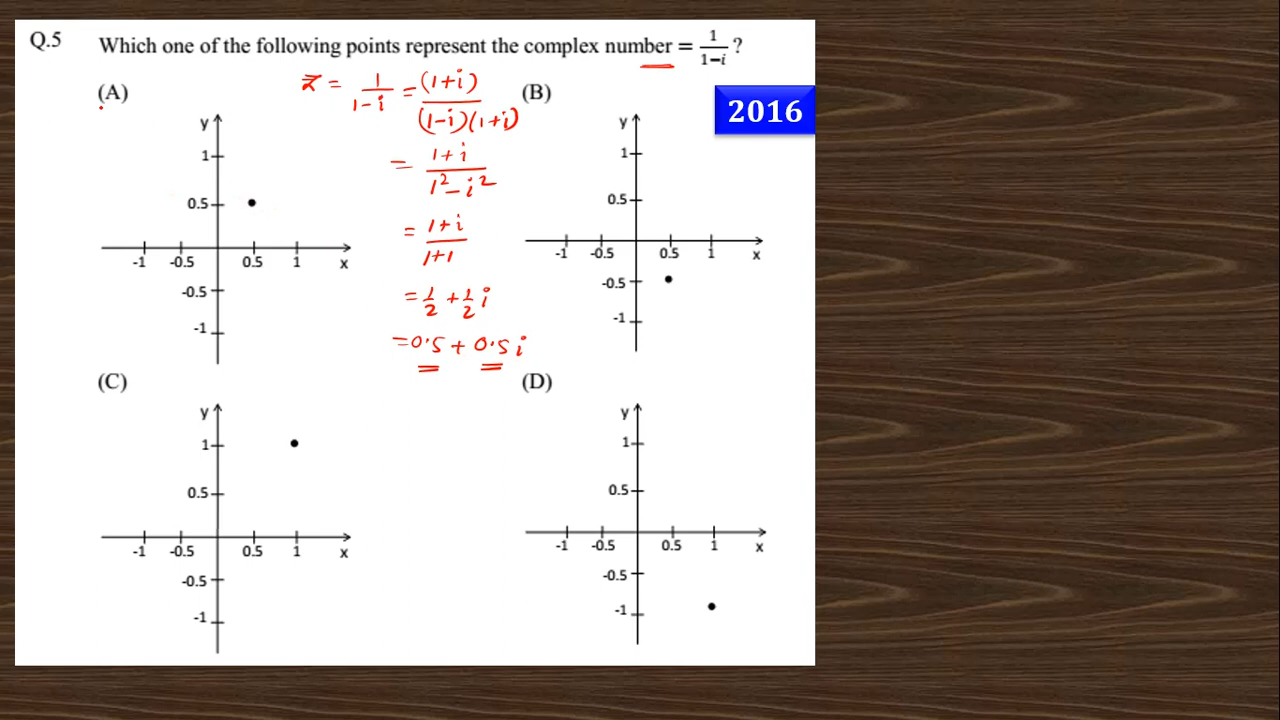 Q.5 Which one of the following points represent the complex number = 1/(1−i) ?
2016
z = 1/(1-i) = (1+i)/((1-i)(1+i))
= (1+i)/(1²-i²)
= (1+i)/(1+1)
= 1/2 + 1/2 i
= 0.5 + 0.5 i
(A)
y
1
0.5
-1 -0.5 0.5 1 x
-0.5
-1
(B)
y
1
0.5
-1 -0.5 0.5 1 x
-0.5
-1
(C)
y
1
0.5
-1 -0.5 0.5 1 x
-0.5
-1
(D)
y
1
0.5
-1 -0.5 0.5 1 x
-0.5
-1